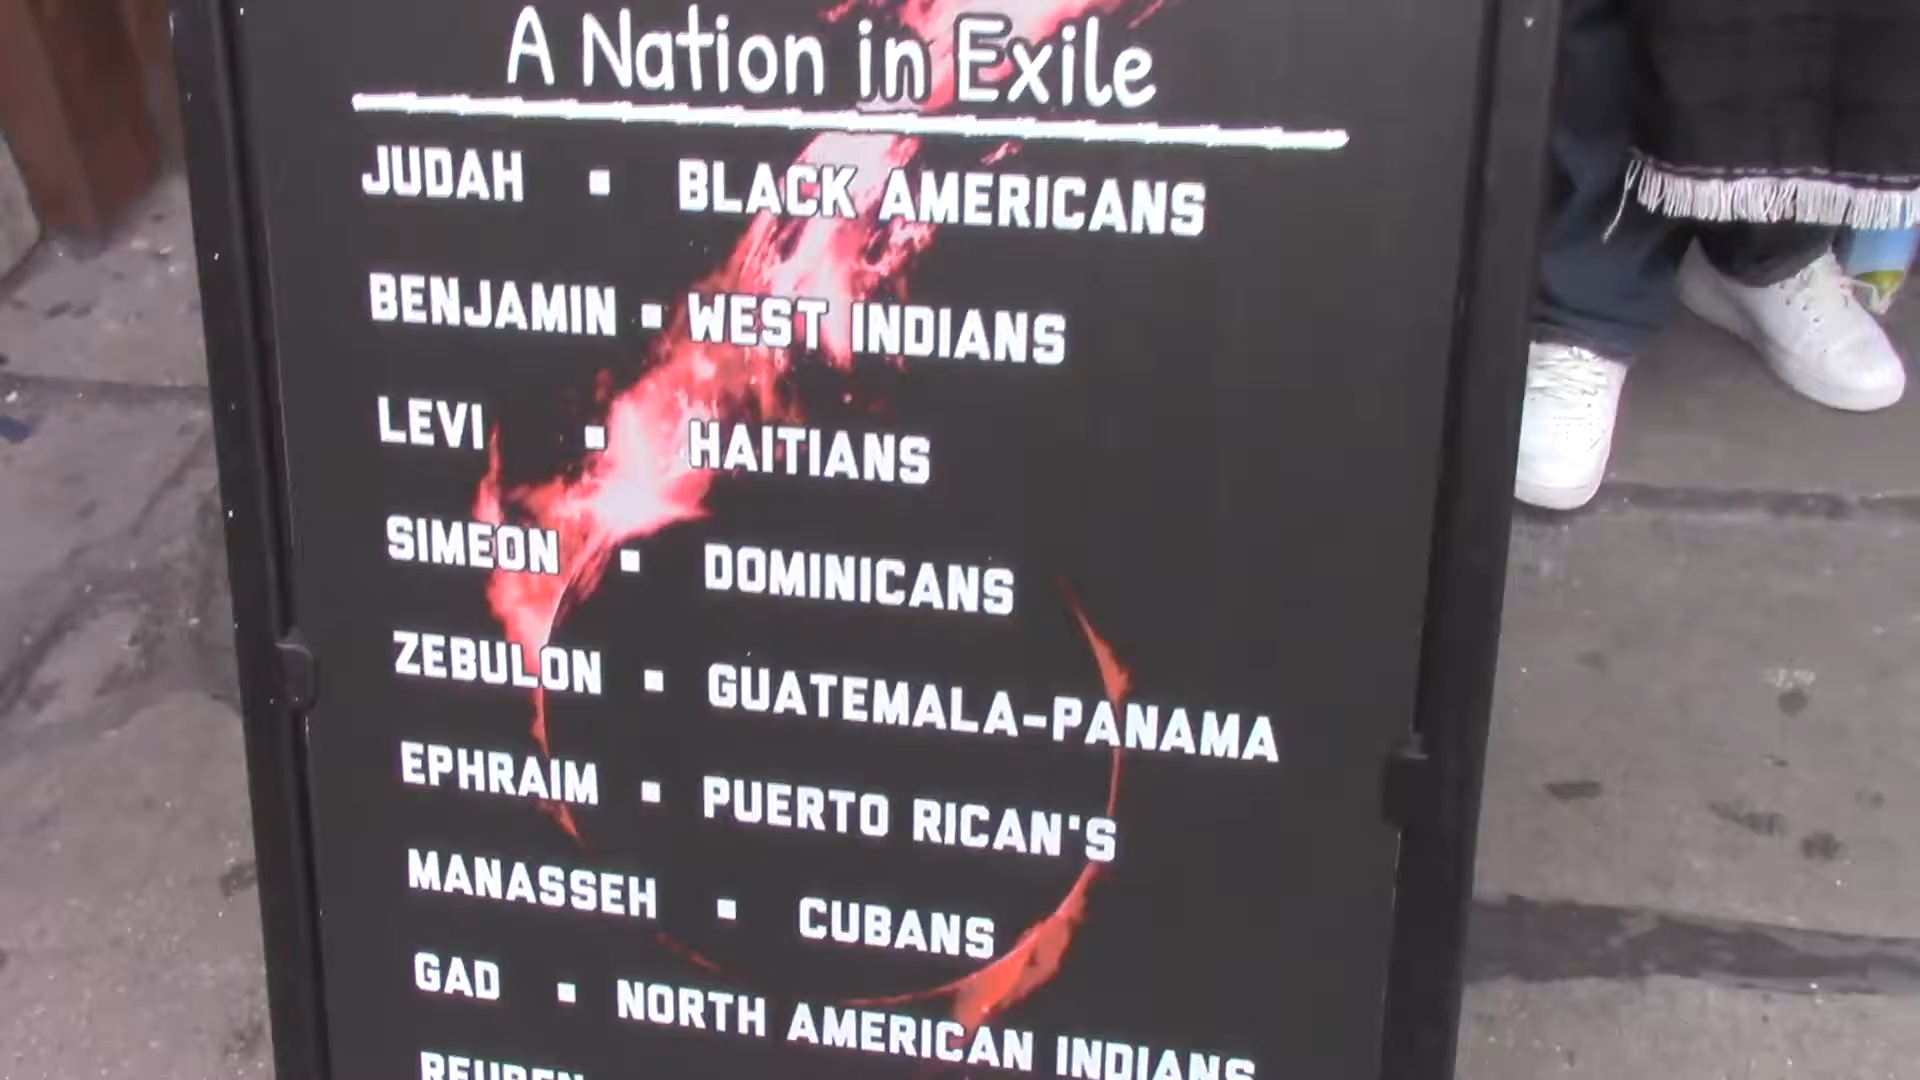 A Nation in Exile
JUDAH ▪ BLACK AMERICANS
BENJAMIN ▪ WEST INDIANS
LEVI ▪ HAITIANS
SIMEON ▪ DOMINICANS
ZEBULON ▪ GUATEMALA-PANAMA
EPHRAIM ▪ PUERTO RICAN'S
MANASSEH ▪ CUBANS
GAD ▪ NORTH AMERICAN INDIANS
REUBEN